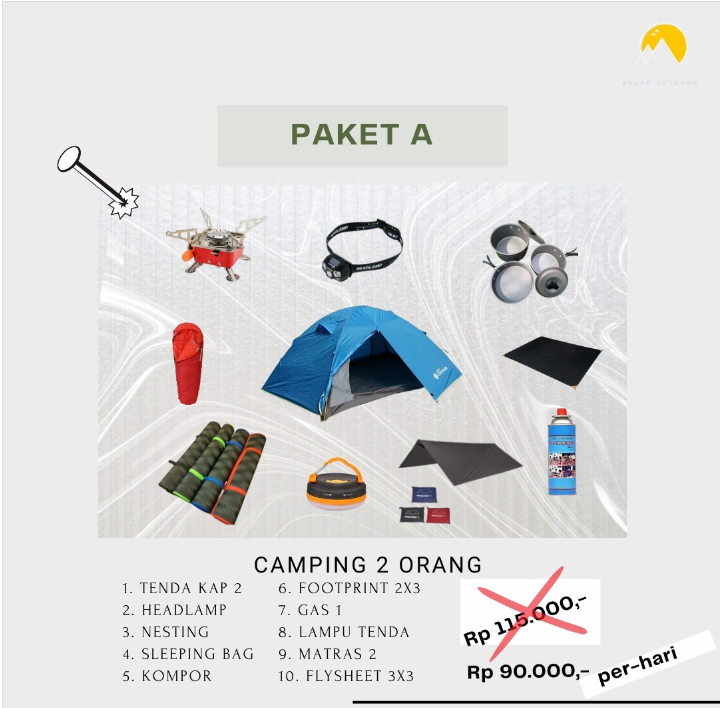 PAKET A
HEADLAMP
CAMPING 2 ORANG
1. TENDA KAP 2
2. HEADLAMP
3. NESTING
4. SLEEPING BAG
5. KOMPOR
6. FOOTPRINT 2X3
7. GAS 1
8. LAMPU TENDA
9. MATRAS 2
10. FLYSHEET 3X3
Rp 115.000,-
Rp 90.000,-
per-hari